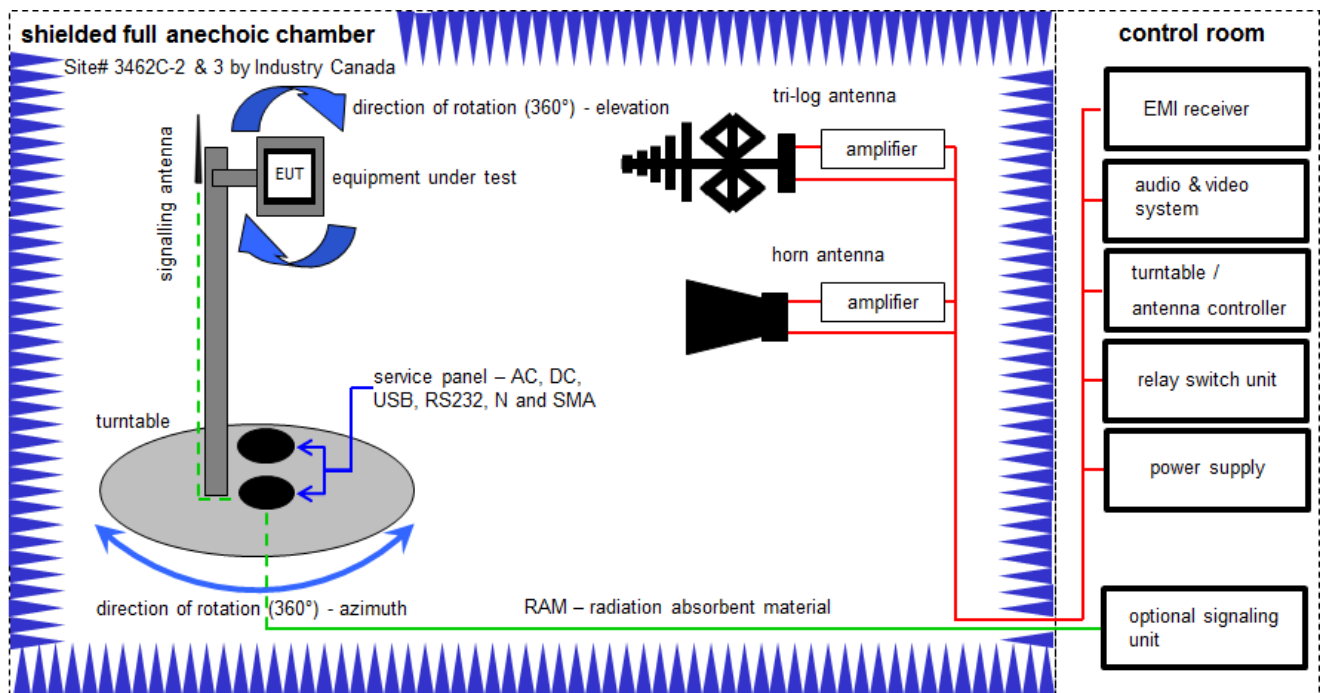 shielded full anechoic chamber
Site# 3462C-2 & 3 by Industry Canada
direction of rotation (360°) - elevation
signalling antenna
EUT
equipment under test
tri-log antenna
amplifier
horn antenna
amplifier
service panel – AC, DC,
USB, RS232, N and SMA
turntable
direction of rotation (360°) - azimuth
RAM – radiation absorbent material
control room
EMI receiver
audio & video
system
turntable /
antenna controller
relay switch unit
power supply
optional signaling
unit